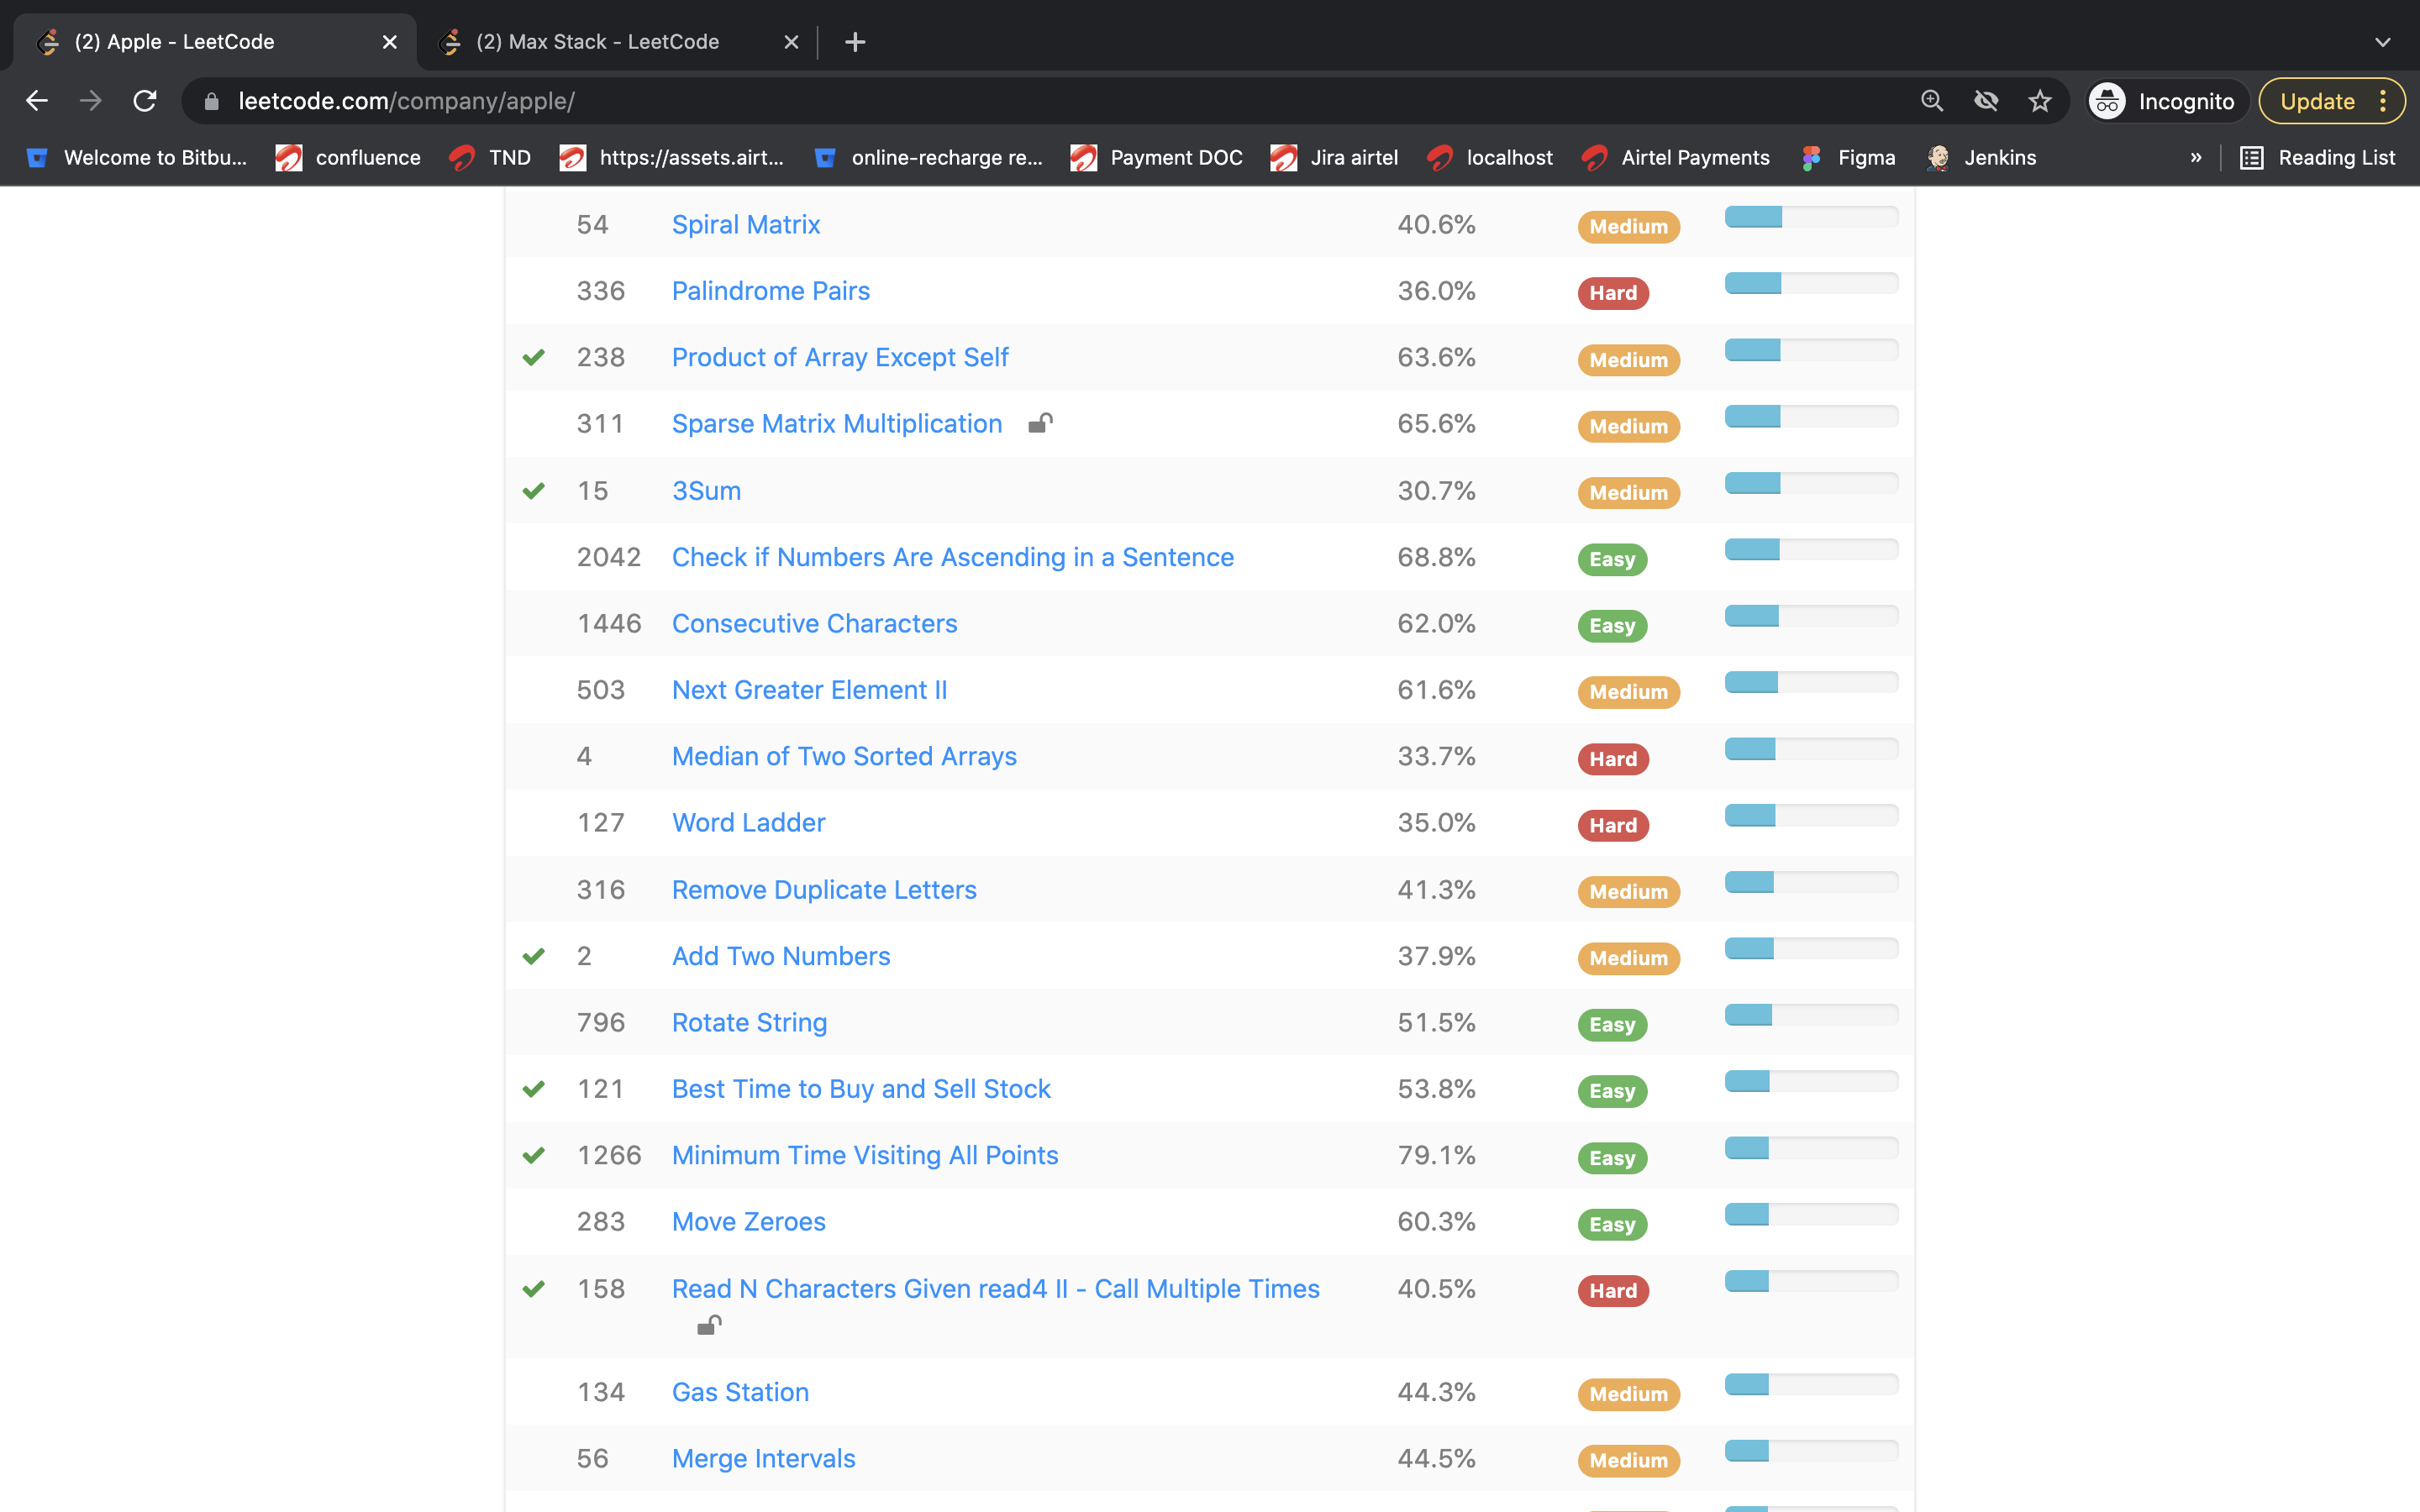 (2) Apple - LeetCode
(2) Max Stack - LeetCode
leetcode.com/company/apple/
Incognito
Update
Welcome to Bitbu...
confluence
TND
https://assets.airt...
online-recharge re...
Payment DOC
Jira airtel
localhost
Airtel Payments
Figma
Jenkins
»
Reading List
54 Spiral Matrix 40.6% Medium
336 Palindrome Pairs 36.0% Hard
238 Product of Array Except Self 63.6% Medium
311 Sparse Matrix Multiplication 65.6% Medium
15 3Sum 30.7% Medium
2042 Check if Numbers Are Ascending in a Sentence 68.8% Easy
1446 Consecutive Characters 62.0% Easy
503 Next Greater Element II 61.6% Medium
4 Median of Two Sorted Arrays 33.7% Hard
127 Word Ladder 35.0% Hard
316 Remove Duplicate Letters 41.3% Medium
2 Add Two Numbers 37.9% Medium
796 Rotate String 51.5% Easy
121 Best Time to Buy and Sell Stock 53.8% Easy
1266 Minimum Time Visiting All Points 79.1% Easy
283 Move Zeroes 60.3% Easy
158 Read N Characters Given read4 II - Call Multiple Times 40.5% Hard
134 Gas Station 44.3% Medium
56 Merge Intervals 44.5% Medium